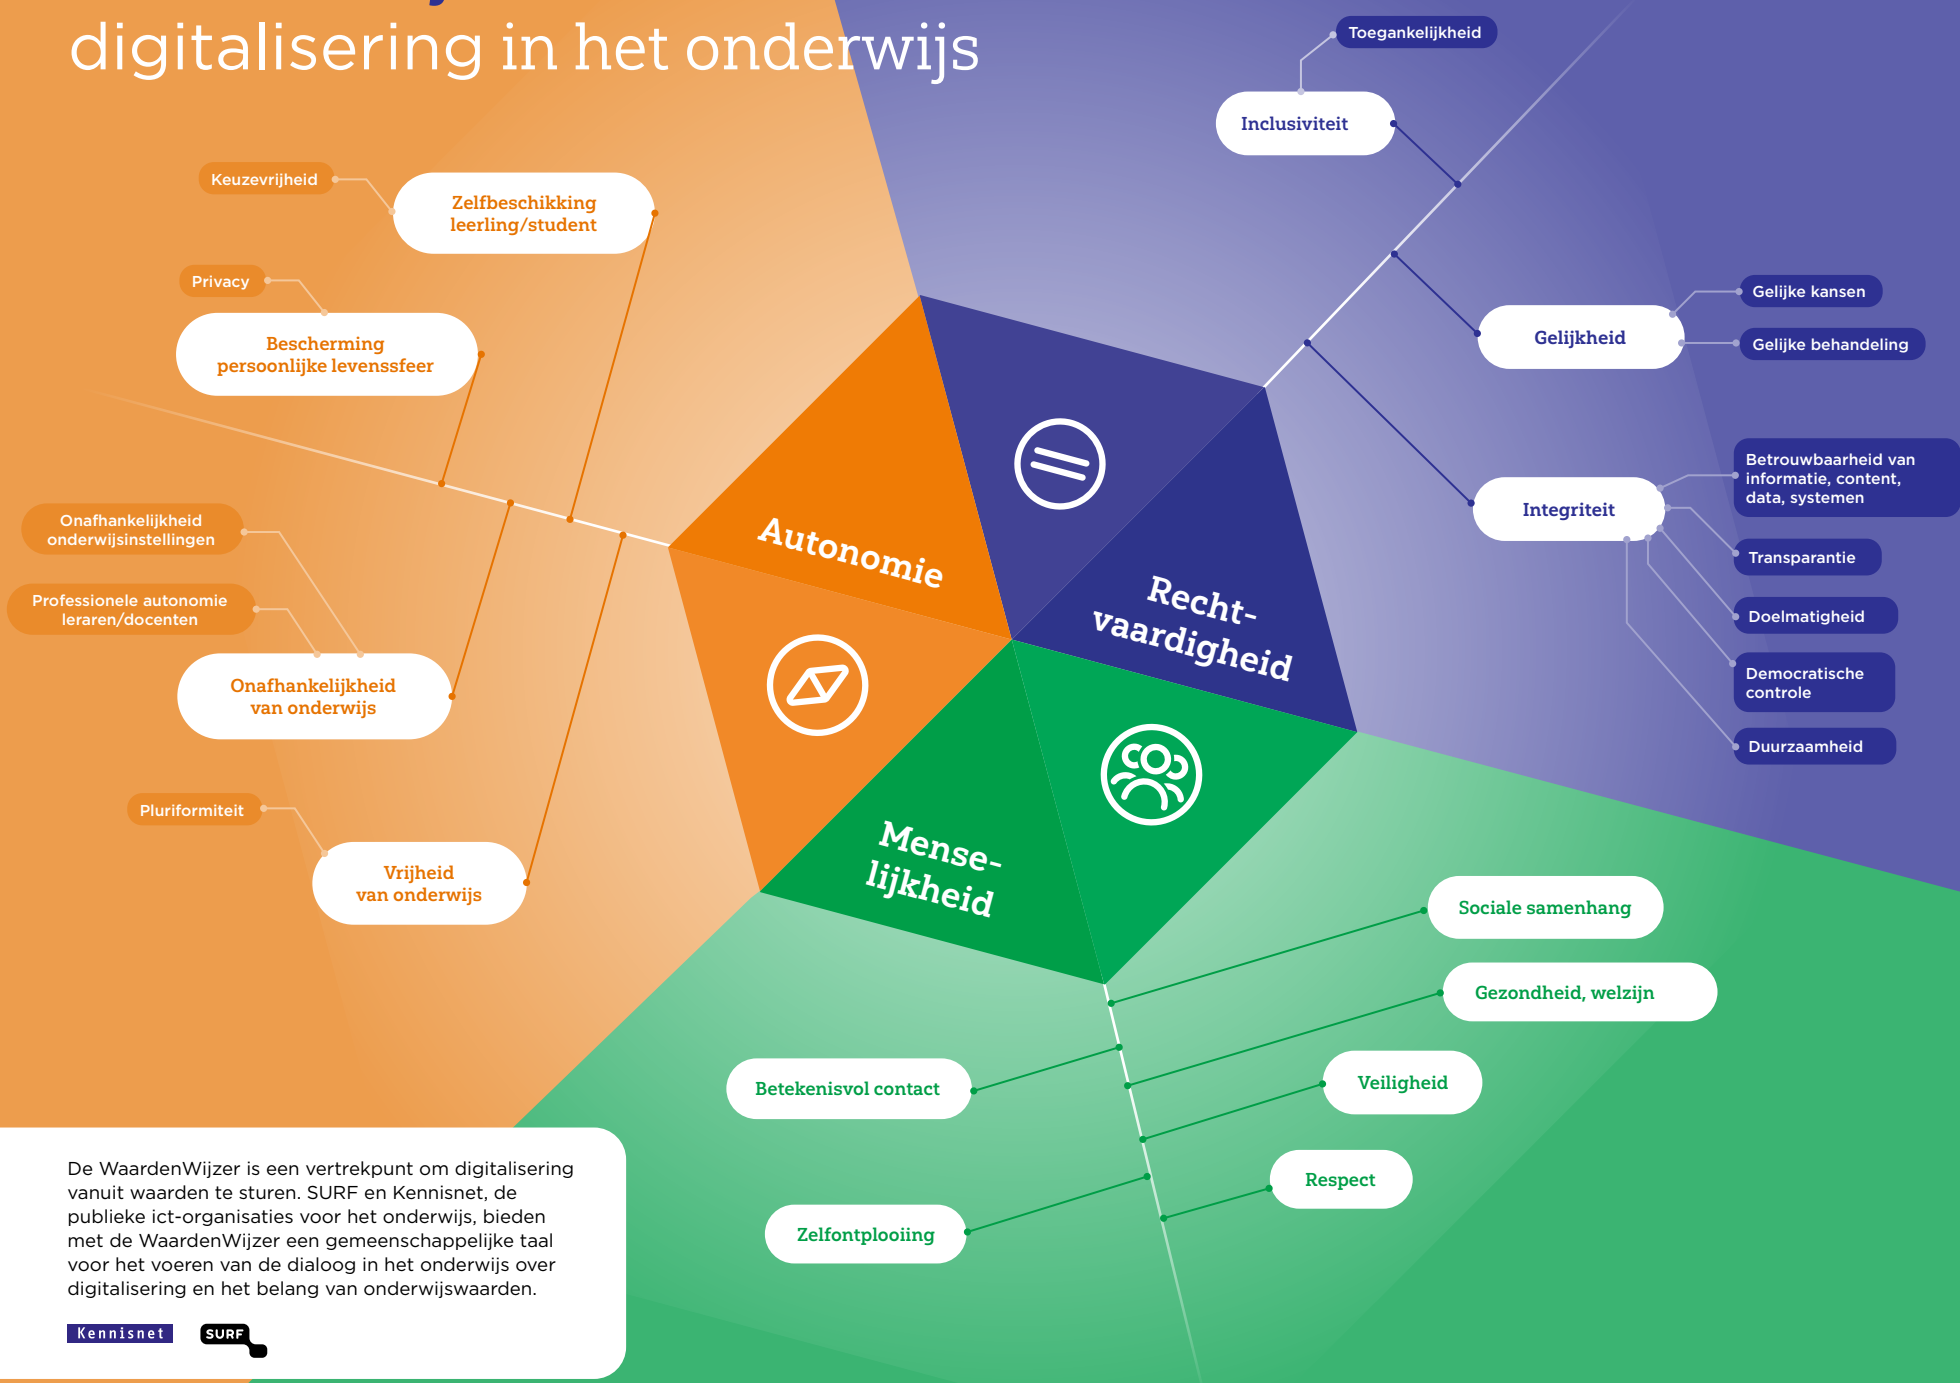 digitalisering in het onderwijs
Keuzevrijheid
Zelfbeschikking
leerling/student
Privacy
Bescherming
persoonlijke levenssfeer
Onafhankelijkheid
onderwijsinstellingen
Professionele autonomie
leraren/docenten
Onafhankelijkheid
van onderwijs
Pluriformiteit
Vrijheid
van onderwijs
Autonomie
Recht-
vaardigheid
Mense-
lijkheid
Toegankelijkheid
Inclusiviteit
Gelijkheid
Gelijke kansen
Gelijke behandeling
Integriteit
Betrouwbaarheid van
informatie, content,
data, systemen
Transparantie
Doelmatigheid
Democratische
controle
Duurzaamheid
Sociale samenhang
Gezondheid, welzijn
Betekenisvol contact
Veiligheid
Respect
Zelfontplooiing
De WaardenWijzer is een vertrekpunt om digitalisering
vanuit waarden te sturen. SURF en Kennisnet, de
publieke ict-organisaties voor het onderwijs, bieden
met de WaardenWijzer een gemeenschappelijke taal
voor het voeren van de dialoog in het onderwijs over
digitalisering en het belang van onderwijswaarden.
Kennisnet
SURF